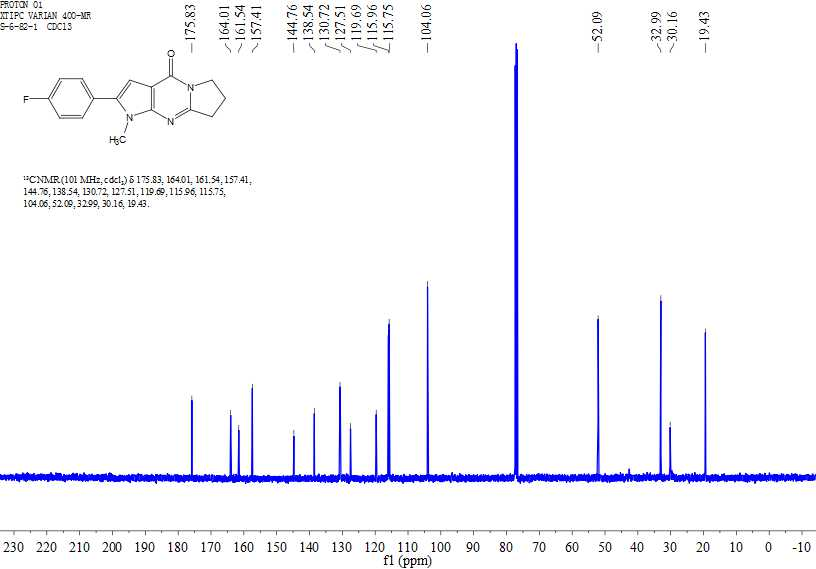 PROTON 01
XTIPC VARIAN 400-MR
S-6-82-1 CDCl3
175.83
164.01
161.54
157.41
144.76
138.54
130.72
127.51
119.69
115.96
115.75
104.06
52.09
32.99
30.16
19.43
O
N
F
N
N
H₃C
¹³C NMR (101 MHz, cdcl₃) δ 175.83, 164.01, 161.54, 157.41,
144.76, 138.54, 130.72, 127.51, 119.69, 115.96, 115.75,
104.06, 52.09, 32.99, 30.16, 19.43.
230 220 210 200 190 180 170 160 150 140 130 120 110 100 90 80 70 60 50 40 30 20 10 0 -10
f1 (ppm)